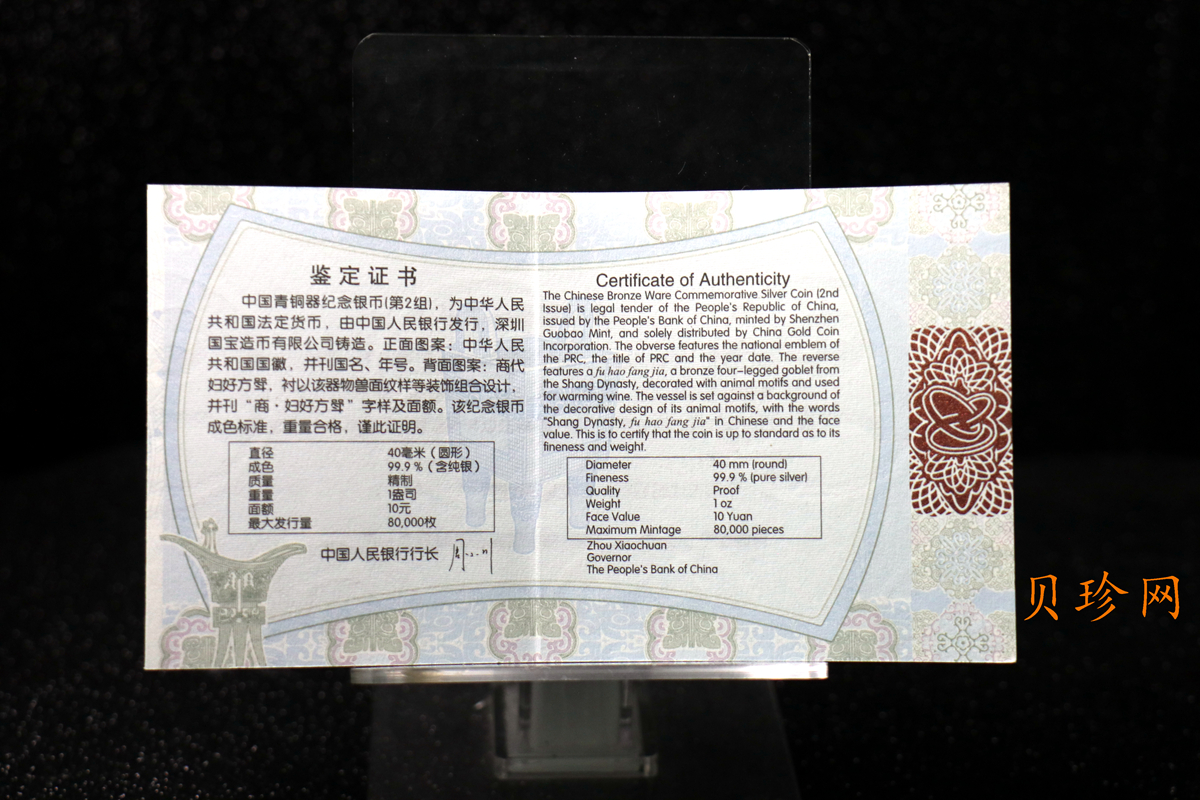 鉴定证书
中国青铜器纪念银币(第2组)，为中华人民
共和国法定货币，由中国人民银行发行，深圳
国宝造币有限公司铸造。正面图案：中华人民
共和国国徽，并刊国名、年号。背面图案：商代
妇好方斝，衬以该器物兽面纹样等装饰组合设计，
并刊“商·妇好方斝”字样及面额。该纪念银币
成色标准，重量合格，谨此证明。
直径 40毫米（圆形）
成色 99.9％（含纯银）
质量 精制
重量 1盎司
面额 10元
最大发行量 80,000枚
中国人民银行行长
Certificate of Authenticity
The Chinese Bronze Ware Commemorative Silver Coin (2nd
Issue) is legal tender of the People's Republic of China,
issued by the People's Bank of China, minted by Shenzhen
Guobao Mint, and solely distributed by China Gold Coin
Incorporation. The obverse features the national emblem of
the PRC, the title of PRC and the year date. The reverse
features a fu hao fang jia, a bronze four-legged goblet from
the Shang Dynasty, decorated with animal motifs and used
for warming wine. The vessel is set against a background of
the decorative design of its animal motifs, with the words
"Shang Dynasty, fu hao fang jia" in Chinese and the face
value. This is to certify that the coin is up to standard as to its
fineness and weight.
Diameter 40 mm (round)
Fineness 99.9 % (pure silver)
Quality Proof
Weight 1 oz
Face Value 10 Yuan
Maximum Mintage 80,000 pieces
Zhou Xiaochuan
Governor
The People's Bank of China
贝珍网